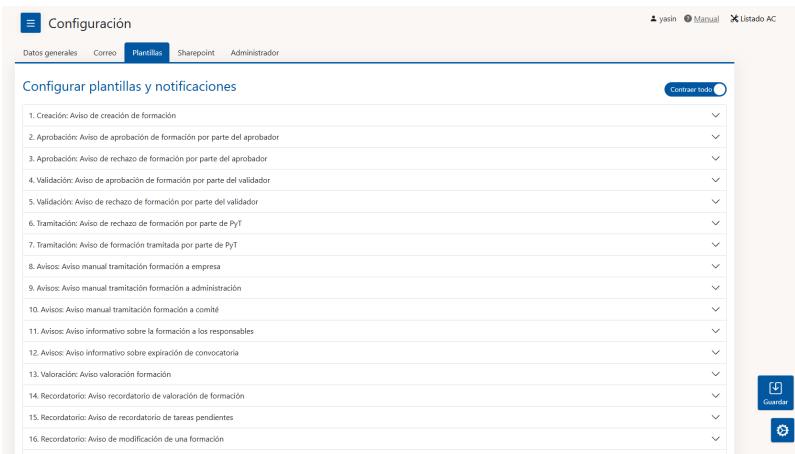 Configuración
yasin
Manual
Listado AC
Datos generales
Correo
Plantillas
Sharepoint
Administrador
Configurar plantillas y notificaciones
Contraer todo
1. Creación: Aviso de creación de formación
2. Aprobación: Aviso de aprobación de formación por parte del aprobador
3. Aprobación: Aviso de rechazo de formación por parte del aprobador
4. Validación: Aviso de aprobación de formación por parte del validador
5. Validación: Aviso de rechazo de formación por parte del validador
6. Tramitación: Aviso de rechazo de formación por parte de PyT
7. Tramitación: Aviso de formación tramitada por parte de PyT
8. Avisos: Aviso manual tramitación formación a empresa
9. Avisos: Aviso manual tramitación formación a administración
10. Avisos: Aviso manual tramitación formación a comité
11. Avisos: Aviso informativo sobre la formación a los responsables
12. Avisos: Aviso informativo sobre expiración de convocatoria
13. Valoración: Aviso valoración formación
14. Recordatorio: Aviso recordatorio de valoración de formación
15. Recordatorio: Aviso de recordatorio de tareas pendientes
16. Recordatorio: Aviso de modificación de una formación
Guardar